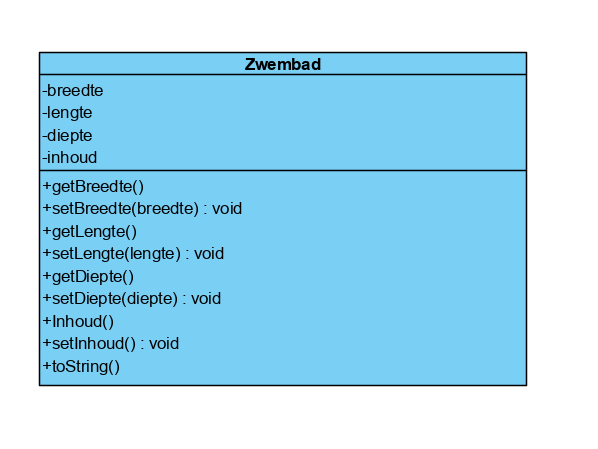 Zwembad
-breedte
-lengte
-diepte
-inhoud
+getBreedte()
+setBreedte(breedte) : void
+getLengte()
+setLengte(lengte) : void
+getDiepte()
+setDiepte(diepte) : void
+Inhoud()
+setInhoud() : void
+toString()